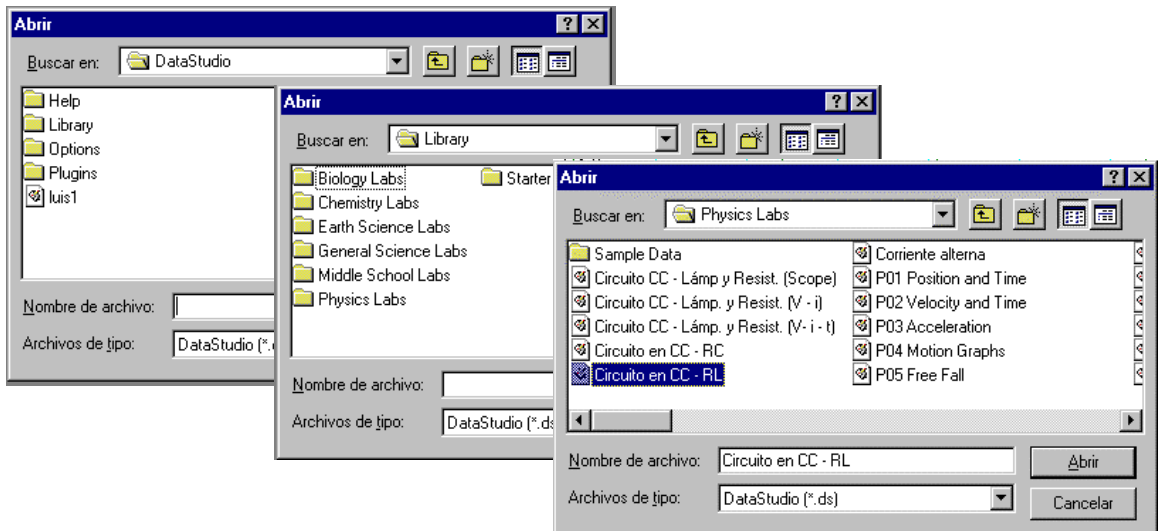 Abrir
Buscar en: DataStudio
Help
Library
Options
Plugins
luis1
Nombre de archivo:
Archivos de tipo: DataStudio (*.
Abrir
Buscar en: Library
Biology Labs
Chemistry Labs
Earth Science Labs
General Science Labs
Middle School Labs
Physics Labs
Starter
Nombre de archivo:
Archivos de tipo: DataStudio (*.ds
Abrir
Buscar en: Physics Labs
Sample Data
Circuito CC - Lámp y Resist. (Scope)
Circuito CC - Lámp. y Resist. (V - i)
Circuito CC - Lámp. y Resist. (V- i - t)
Circuito en CC - RC
Circuito en CC - RL
Corriente alterna
P01 Position and Time
P02 Velocity and Time
P03 Acceleration
P04 Motion Graphs
P05 Free Fall
Nombre de archivo: Circuito en CC - RL
Abrir
Archivos de tipo: DataStudio (*.ds)
Cancelar